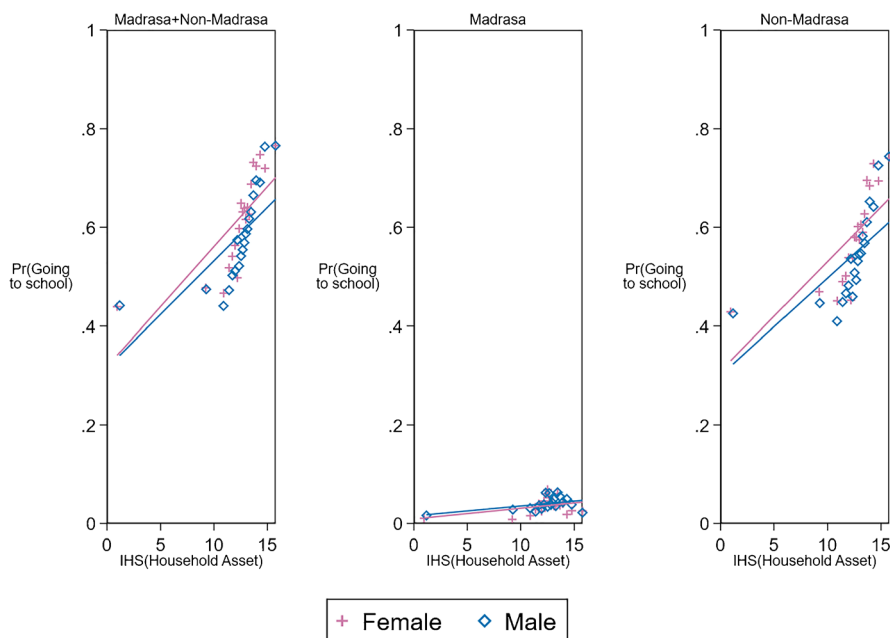 Madrasa+Non-Madrasa
1
.8
.6
Pr(Going
to school)
.4
.2
0
0 5 10 15
IHS(Household Asset)
Madrasa
1
.8
.6
Pr(Going
to school)
.4
.2
0
0 5 10 15
IHS(Household Asset)
Non-Madrasa
1
.8
.6
Pr(Going
to school)
.4
.2
0
0 5 10 15
IHS(Household Asset)
Female Male